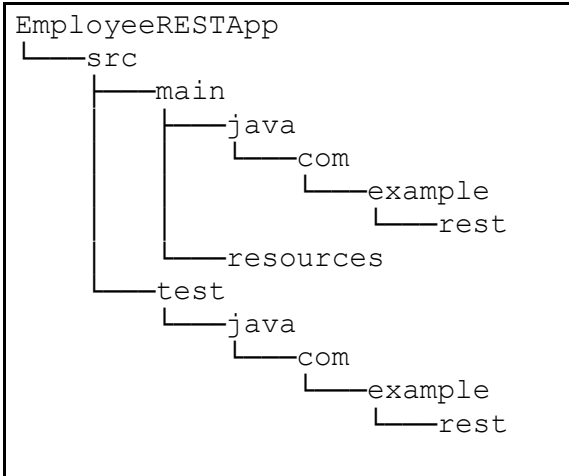 EmployeeRESTApp
└───src
    ├───main
    │   ├───java
    │   │   └───com
    │   │       └───example
    │   │           └───rest
    │   └───resources
    └───test
        └───java
            └───com
                └───example
                    └───rest